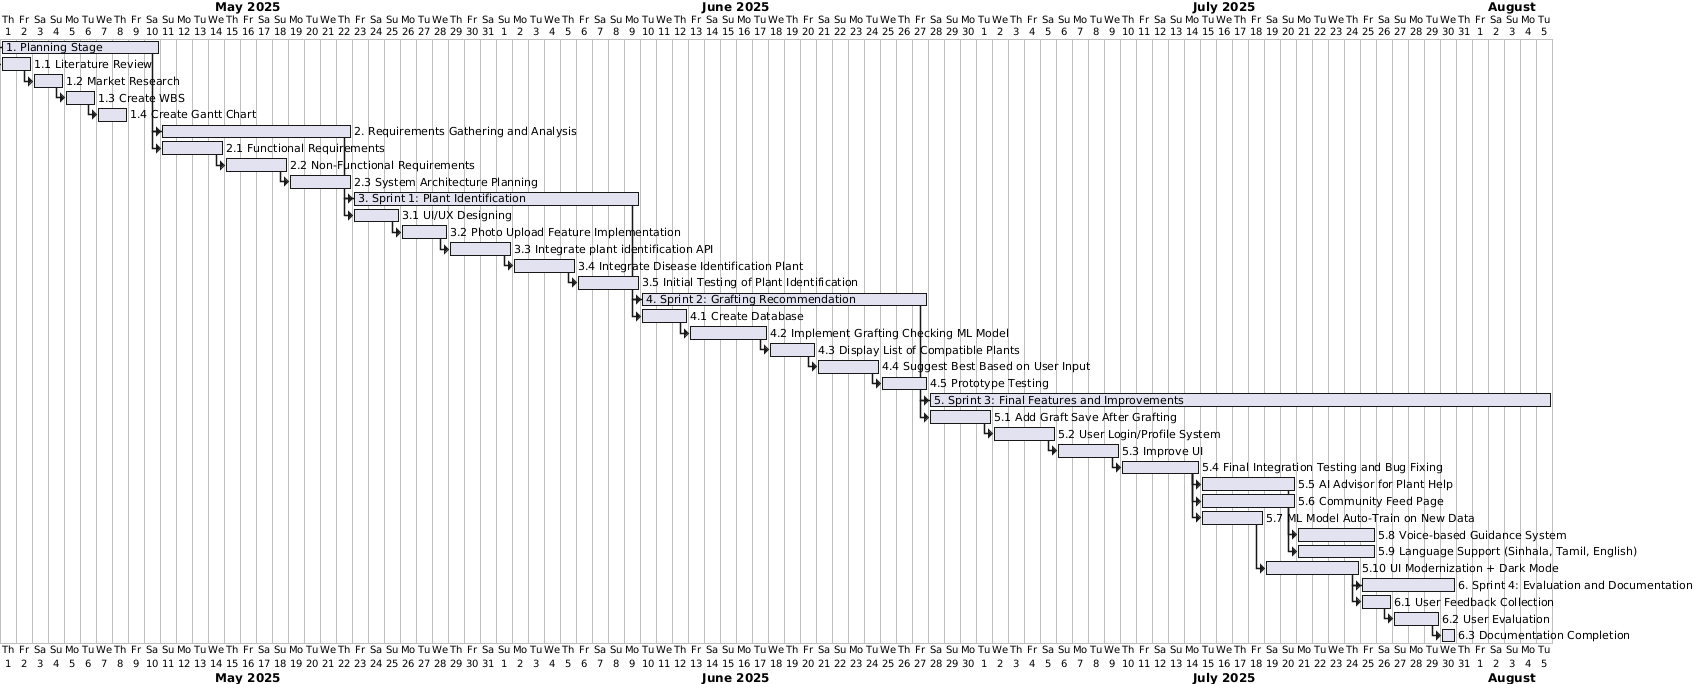 May 2025 June 2025 July 2025 August
Th Fr Sa Su Mo Tu We Th Fr Sa Su Mo Tu We Th Fr Sa Su Mo Tu We Th Fr Sa Su Mo Tu We Th Fr Sa Su Mo Tu We Th Fr Sa Su Mo Tu We Th Fr Sa Su Mo Tu We Th Fr Sa Su Mo Tu We Th Fr Sa Su Mo Tu We Th Fr Sa Su Mo Tu We Th Fr Sa Su Mo Tu We Th Fr Sa Su Mo Tu We Th Fr Sa Su Mo Tu We Th Fr Sa Su Mo Tu
1 2 3 4 5 6 7 8 9 10 11 12 13 14 15 16 17 18 19 20 21 22 23 24 25 26 27 28 29 30 31 1 2 3 4 5 6 7 8 9 10 11 12 13 14 15 16 17 18 19 20 21 22 23 24 25 26 27 28 29 30 1 2 3 4 5 6 7 8 9 10 11 12 13 14 15 16 17 18 19 20 21 22 23 24 25 26 27 28 29 30 31 1 2 3 4 5
1. Planning Stage
1.1 Literature Review
1.2 Market Research
1.3 Create WBS
1.4 Create Gantt Chart
2. Requirements Gathering and Analysis
2.1 Functional Requirements
2.2 Non-Functional Requirements
2.3 System Architecture Planning
3. Sprint 1: Plant Identification
3.1 UI/UX Designing
3.2 Photo Upload Feature Implementation
3.3 Integrate plant identification API
3.4 Integrate Disease Identification Plant
3.5 Initial Testing of Plant Identification
4. Sprint 2: Grafting Recommendation
4.1 Create Database
4.2 Implement Grafting Checking ML Model
4.3 Display List of Compatible Plants
4.4 Suggest Best Based on User Input
4.5 Prototype Testing
5. Sprint 3: Final Features and Improvements
5.1 Add Graft Save After Grafting
5.2 User Login/Profile System
5.3 Improve UI
5.4 Final Integration Testing and Bug Fixing
5.5 AI Advisor for Plant Help
5.6 Community Feed Page
5.7 ML Model Auto-Train on New Data
5.8 Voice-based Guidance System
5.9 Language Support (Sinhala, Tamil, English)
5.10 UI Modernization + Dark Mode
6. Sprint 4: Evaluation and Documentation
6.1 User Feedback Collection
6.2 User Evaluation
6.3 Documentation Completion
Th Fr Sa Su Mo Tu We Th Fr Sa Su Mo Tu We Th Fr Sa Su Mo Tu We Th Fr Sa Su Mo Tu We Th Fr Sa Su Mo Tu We Th Fr Sa Su Mo Tu We Th Fr Sa Su Mo Tu We Th Fr Sa Su Mo Tu We Th Fr Sa Su Mo Tu We Th Fr Sa Su Mo Tu We Th Fr Sa Su Mo Tu We Th Fr Sa Su Mo Tu We Th Fr Sa Su Mo Tu We Th Fr Sa Su Mo Tu
1 2 3 4 5 6 7 8 9 10 11 12 13 14 15 16 17 18 19 20 21 22 23 24 25 26 27 28 29 30 31 1 2 3 4 5 6 7 8 9 10 11 12 13 14 15 16 17 18 19 20 21 22 23 24 25 26 27 28 29 30 1 2 3 4 5 6 7 8 9 10 11 12 13 14 15 16 17 18 19 20 21 22 23 24 25 26 27 28 29 30 31 1 2 3 4 5
May 2025 June 2025 July 2025 August